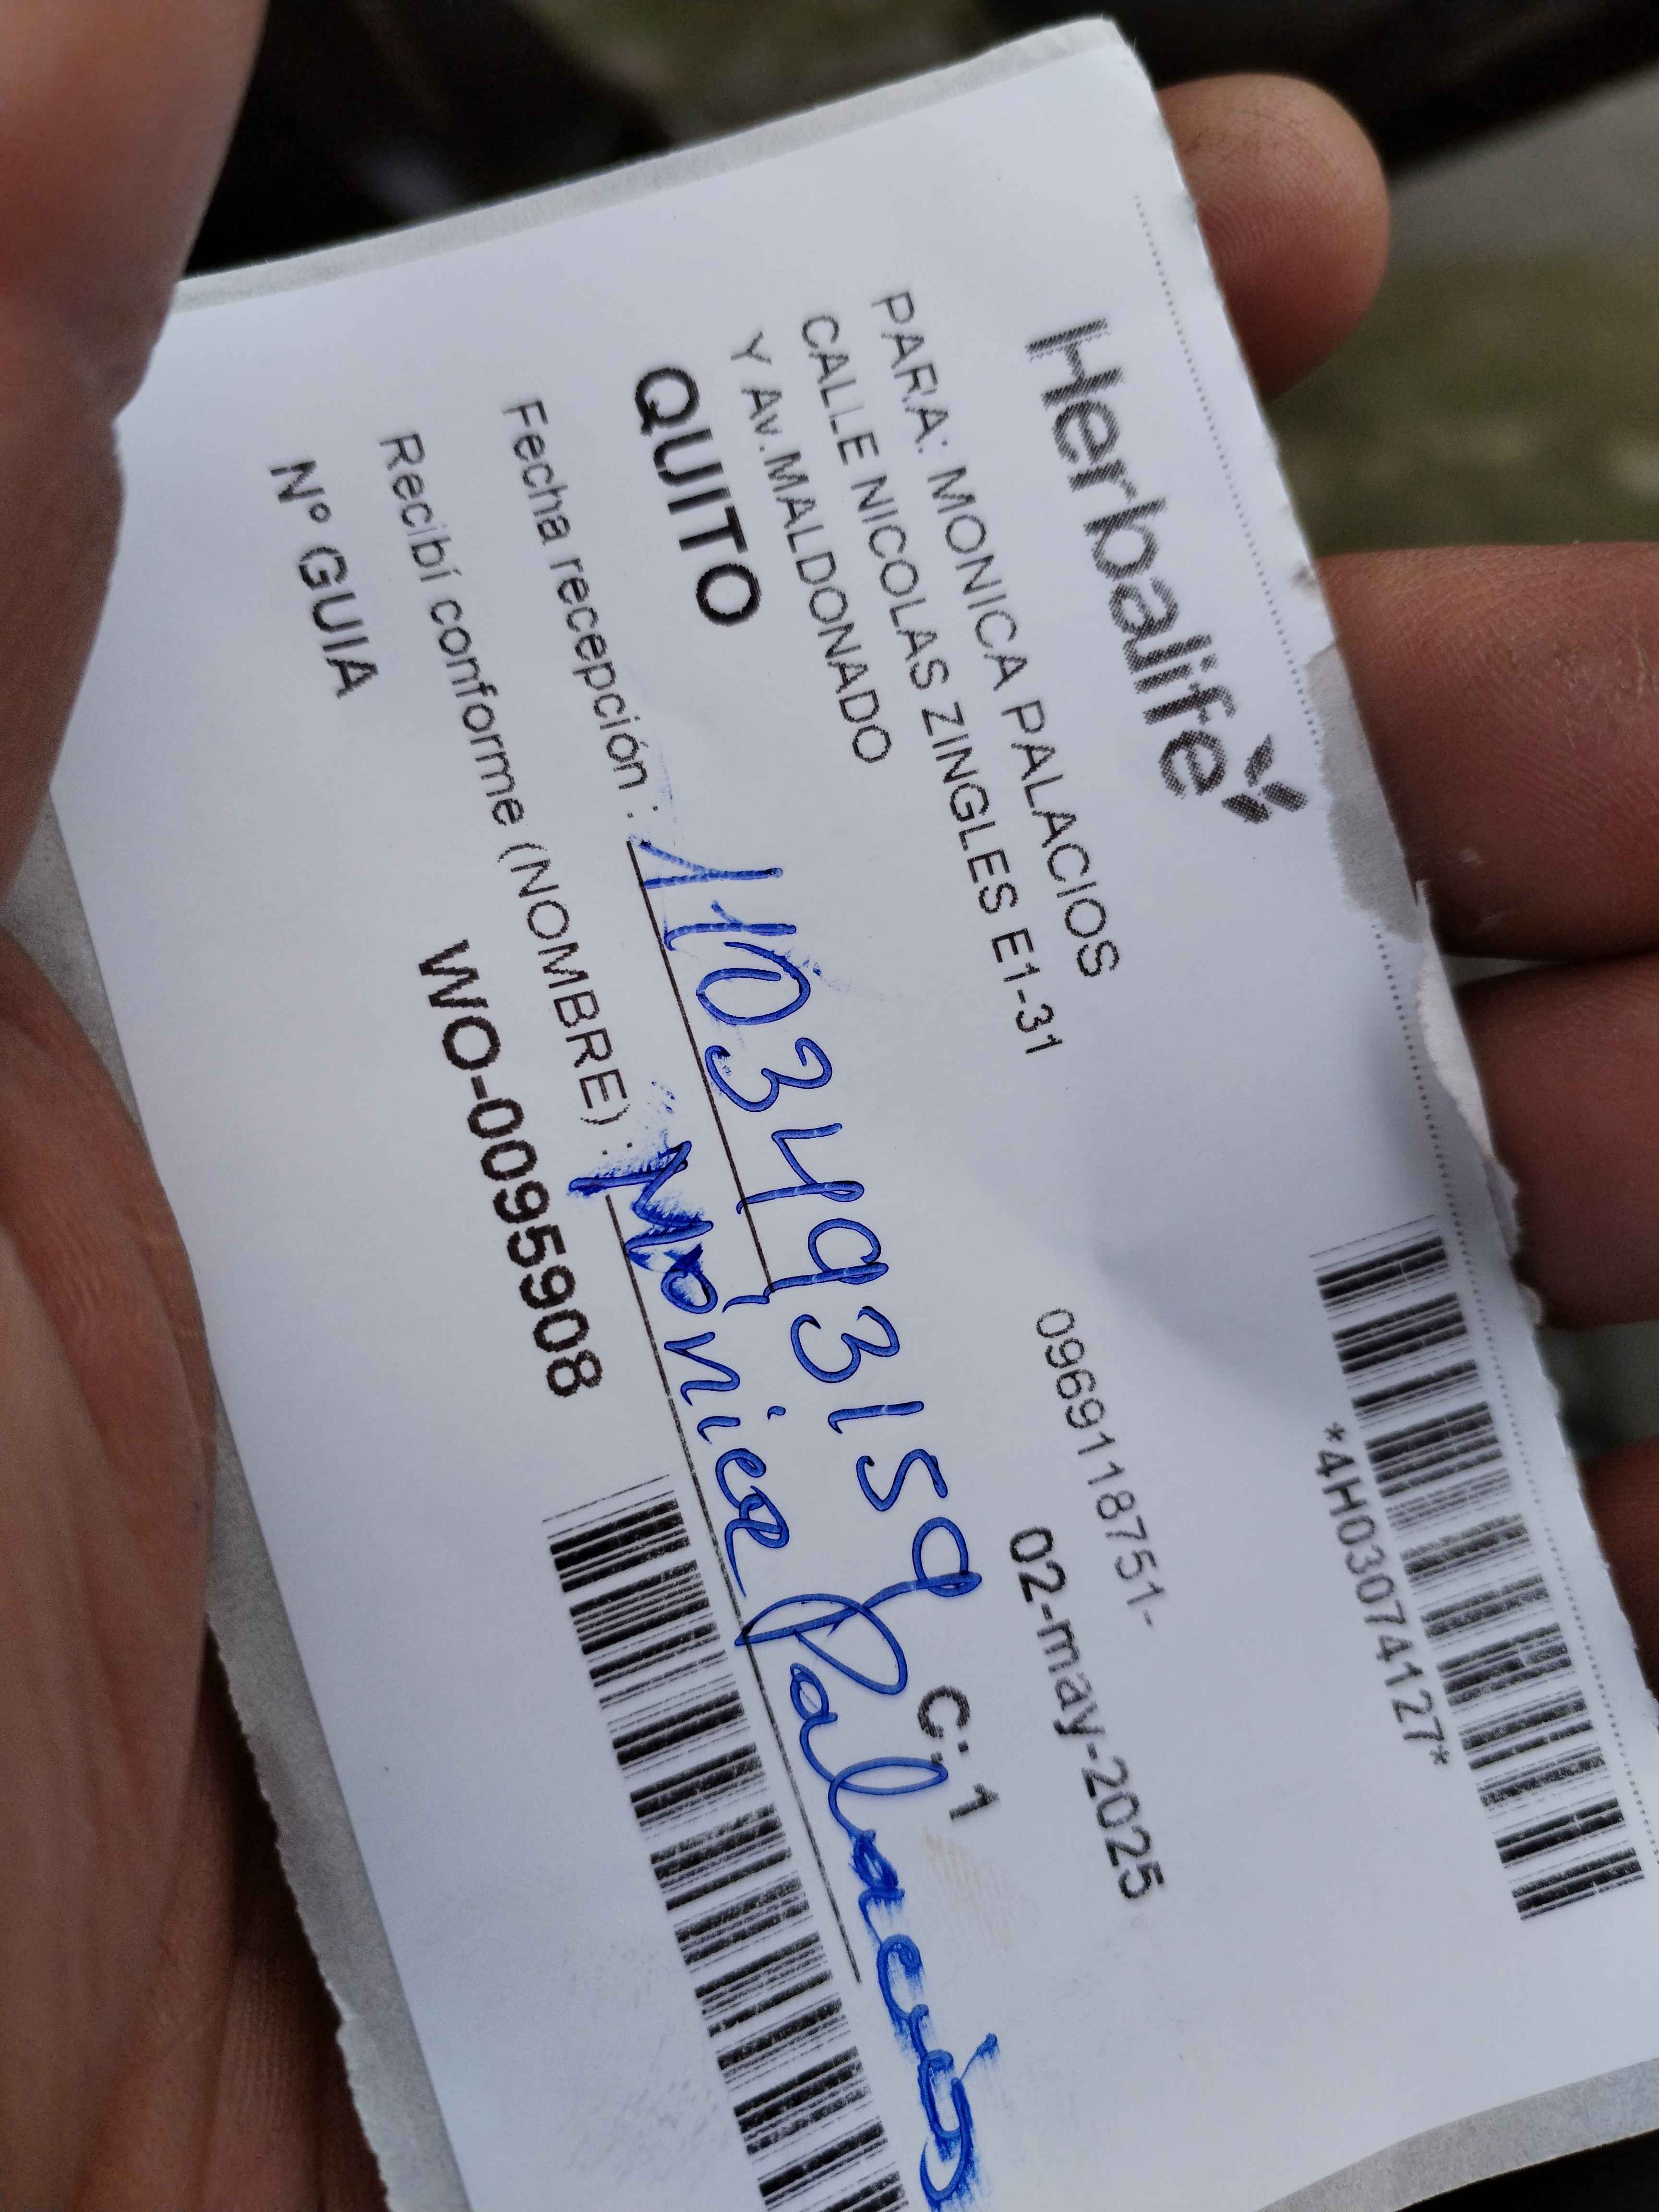 Herbalife
*4H03074127*
PARA: MONICA PALACIOS
CALLE NICOLAS ZINGLES E1-31
0969118751-
Y Av.MALDONADO
02-may-2025
QUITO
C: 1
Fecha recepción : 1103493159
Recibí conforme (NOMBRE) : Monica Palacios
Nº GUIA WO-0095908